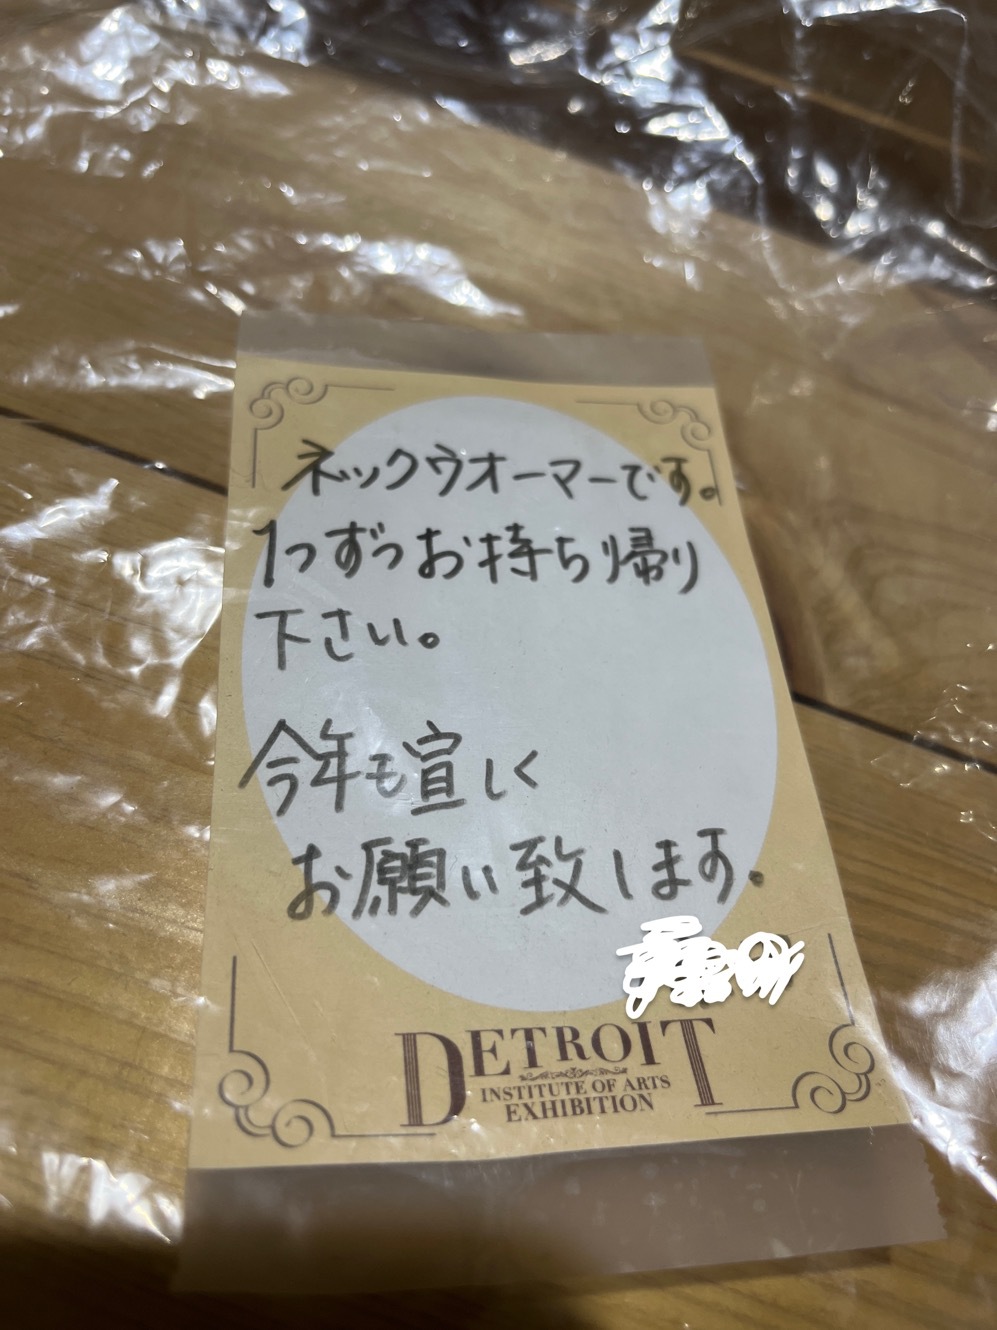 ネックウオーマーです。
1つずつお持ち帰り
下さい。
今年も宜しく
お願い致します。
DETROIT
INSTITUTE OF ARTS
EXHIBITION